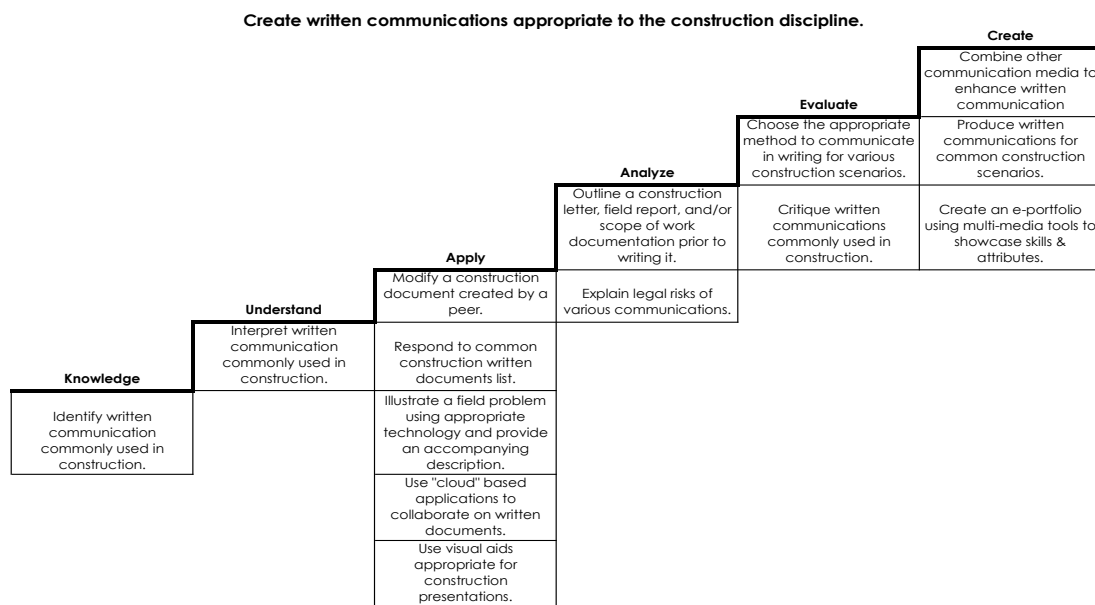 Create written communications appropriate to the construction discipline.
Create
Combine other
communication media to
enhance written
communication
Evaluate
Choose the appropriate
method to communicate
in writing for various
construction scenarios.
Produce written
communications for
common construction
scenarios.
Analyze
Outline a construction
letter, field report, and/or
scope of work
documentation prior to
writing it.
Critique written
communications
commonly used in
construction.
Create an e-portfolio
using multi-media tools to
showcase skills &
attributes.
Apply
Modify a construction
document created by a
peer.
Explain legal risks of
various communications.
Understand
Interpret written
communication
commonly used in
construction.
Respond to common
construction written
documents list.
Knowledge
Identify written
communication
commonly used in
construction.
Illustrate a field problem
using appropriate
technology and provide
an accompanying
description.
Use "cloud" based
applications to
collaborate on written
documents.
Use visual aids
appropriate for
construction
presentations.